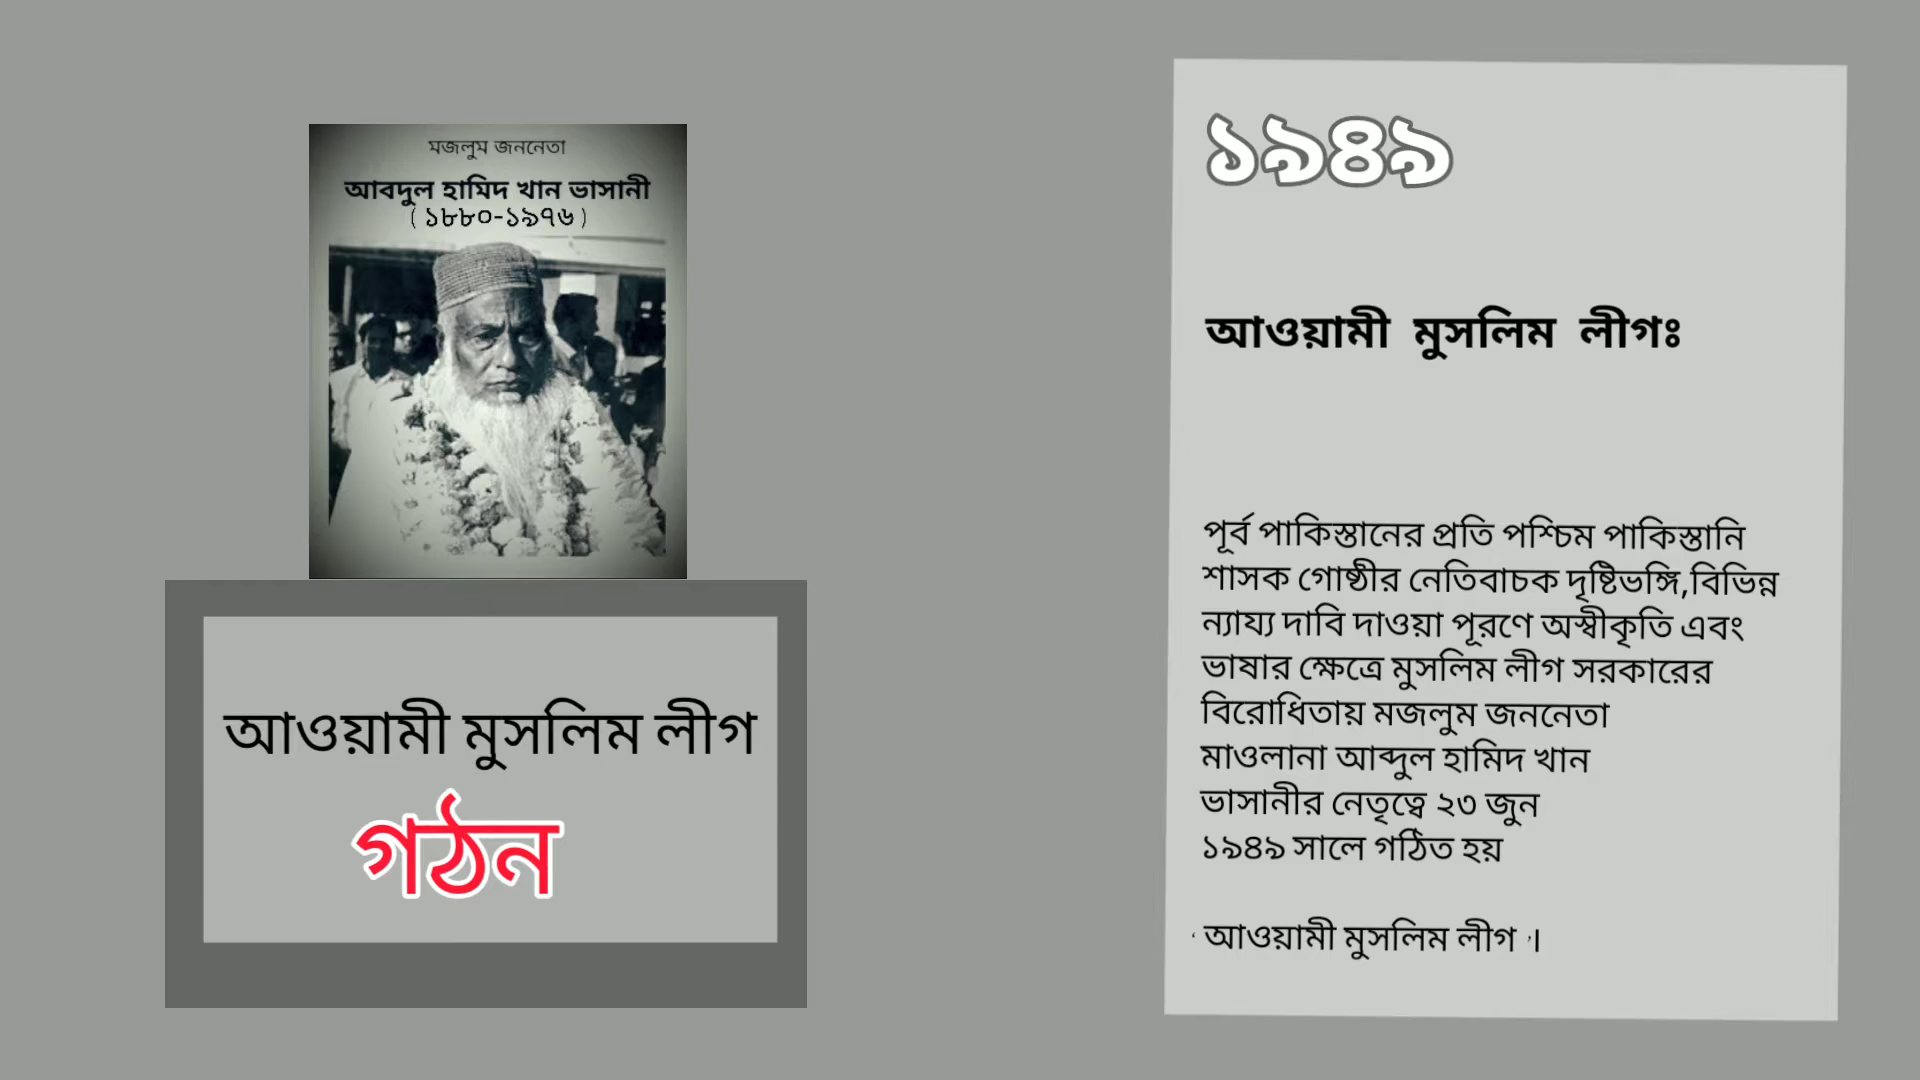 মজলুম জননেতা
আবদুল হামিদ খান ভাসানী
( ১৮৮০-১৯৭৬ )
আওয়ামী মুসলিম লীগ
গঠন
১৯৪৯
আওয়ামী মুসলিম লীগঃ
পূর্ব পাকিস্তানের প্রতি পশ্চিম পাকিস্তানি
শাসক গোষ্ঠীর নেতিবাচক দৃষ্টিভঙ্গি,বিভিন্ন
ন্যায্য দাবি দাওয়া পূরণে অস্বীকৃতি এবং
ভাষার ক্ষেত্রে মুসলিম লীগ সরকারের
বিরোধিতায় মজলুম জননেতা
মাওলানা আব্দুল হামিদ খান
ভাসানীর নেতৃত্বে ২৩ জুন
১৯৪৯ সালে গঠিত হয়
‘ আওয়ামী মুসলিম লীগ ’।